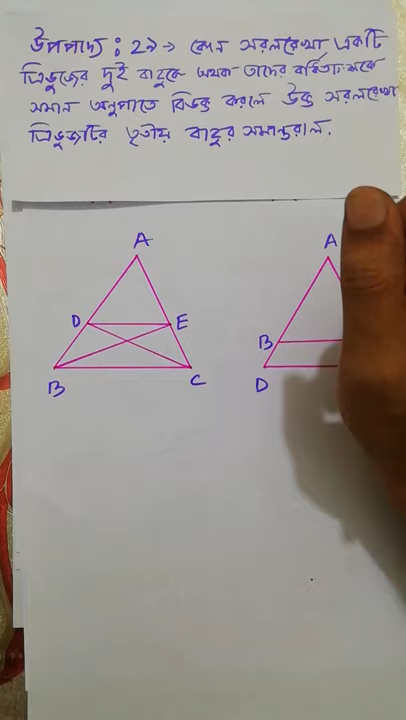 উপপাদ্য : ২৯ → কোন সরলরেখা একটি
ত্রিভুজের দুই বাহুকে অথবা তাদের বর্ধিতাংশকে
সমান অনুপাতে বিভক্ত করলে উক্ত সরলরেখা
ত্রিভুজটির তৃতীয় বাহুর সমান্তরাল.
A A
D E B
B C D